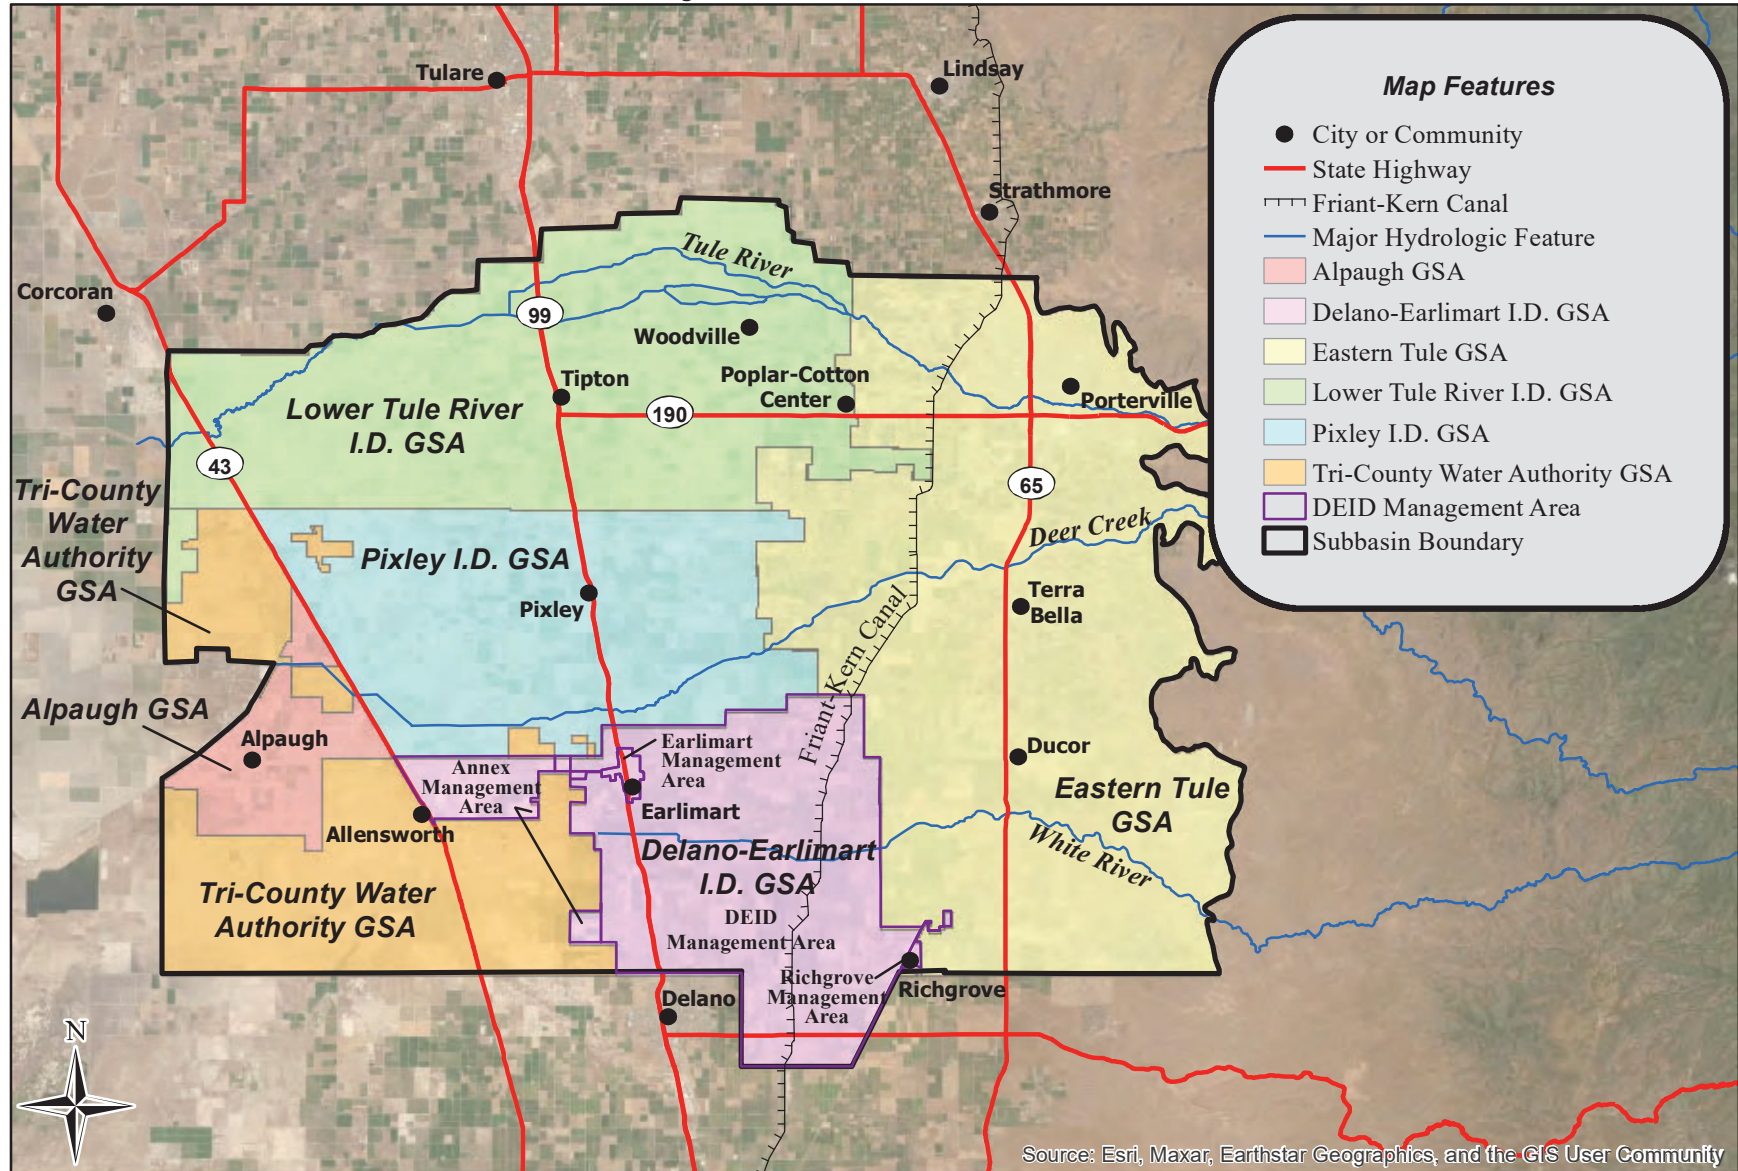 Tulare
Lindsay
Strathmore
Corcoran
Tule River
99
Woodville
Tipton
Poplar-Cotton
Center
190
Porterville
Lower Tule River
I.D. GSA
43
65
Tri-County
Water
Authority
GSA
Deer Creek
Pixley I.D. GSA
Pixley
Terra
Bella
Friant-Kern Canal
Alpaugh GSA
Alpaugh
Ducor
Annex
Management
Area
Earlimart
Management
Area
Earlimart
Allensworth
Eastern Tule
GSA
White River
Delano-Earlimart
I.D. GSA
DEID
Management Area
Tri-County Water
Authority GSA
Richgrove
Management
Area
Richgrove
Delano
N
Map Features
City or Community
State Highway
Friant-Kern Canal
Major Hydrologic Feature
Alpaugh GSA
Delano-Earlimart I.D. GSA
Eastern Tule GSA
Lower Tule River I.D. GSA
Pixley I.D. GSA
Tri-County Water Authority GSA
DEID Management Area
Subbasin Boundary
Source: Esri, Maxar, Earthstar Geographics, and the GIS User Community